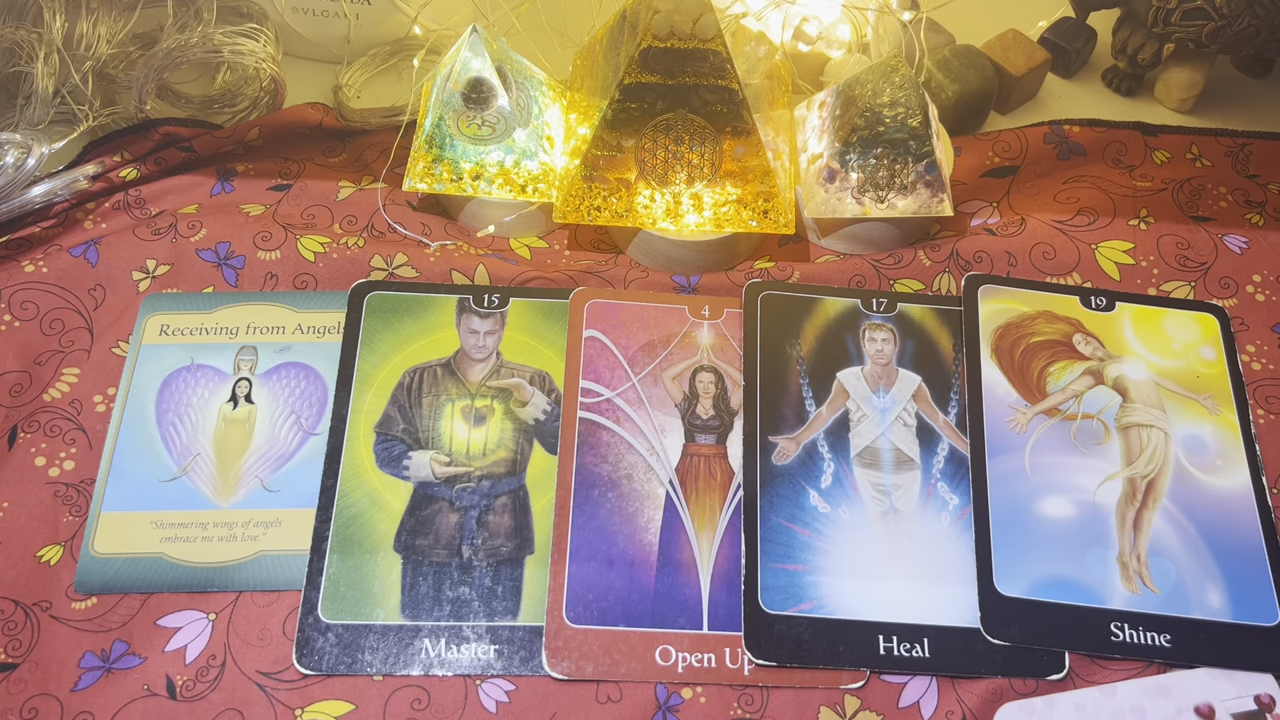 BVLGARI
Receiving from Angels
"Shimmering wings of angels
embrace me with love."
15
Master
4
Open Up
17
Heal
19
Shine